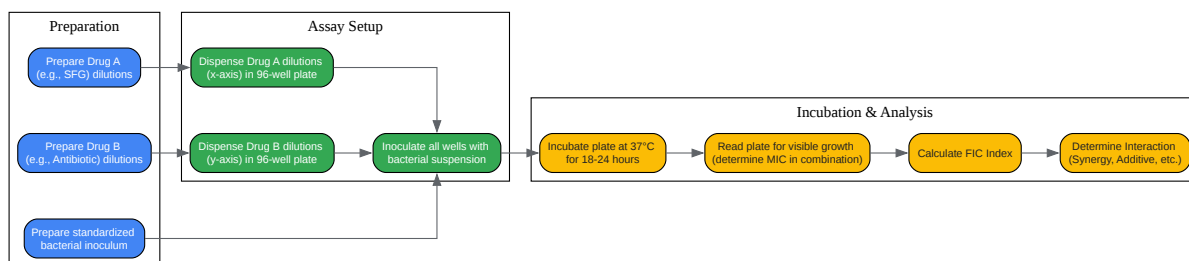 Preparation
Prepare Drug A
(e.g., SFG) dilutions
Prepare Drug B
(e.g., Antibiotic) dilutions
Prepare standardized
bacterial inoculum
Assay Setup
Dispense Drug A dilutions
(x-axis) in 96-well plate
Dispense Drug B dilutions
(y-axis) in 96-well plate
Inoculate all wells with
bacterial suspension
Incubation & Analysis
Incubate plate at 37°C
for 18-24 hours
Read plate for visible growth
(determine MIC in combination)
Calculate FIC Index
Determine Interaction
(Synergy, Additive, etc.)